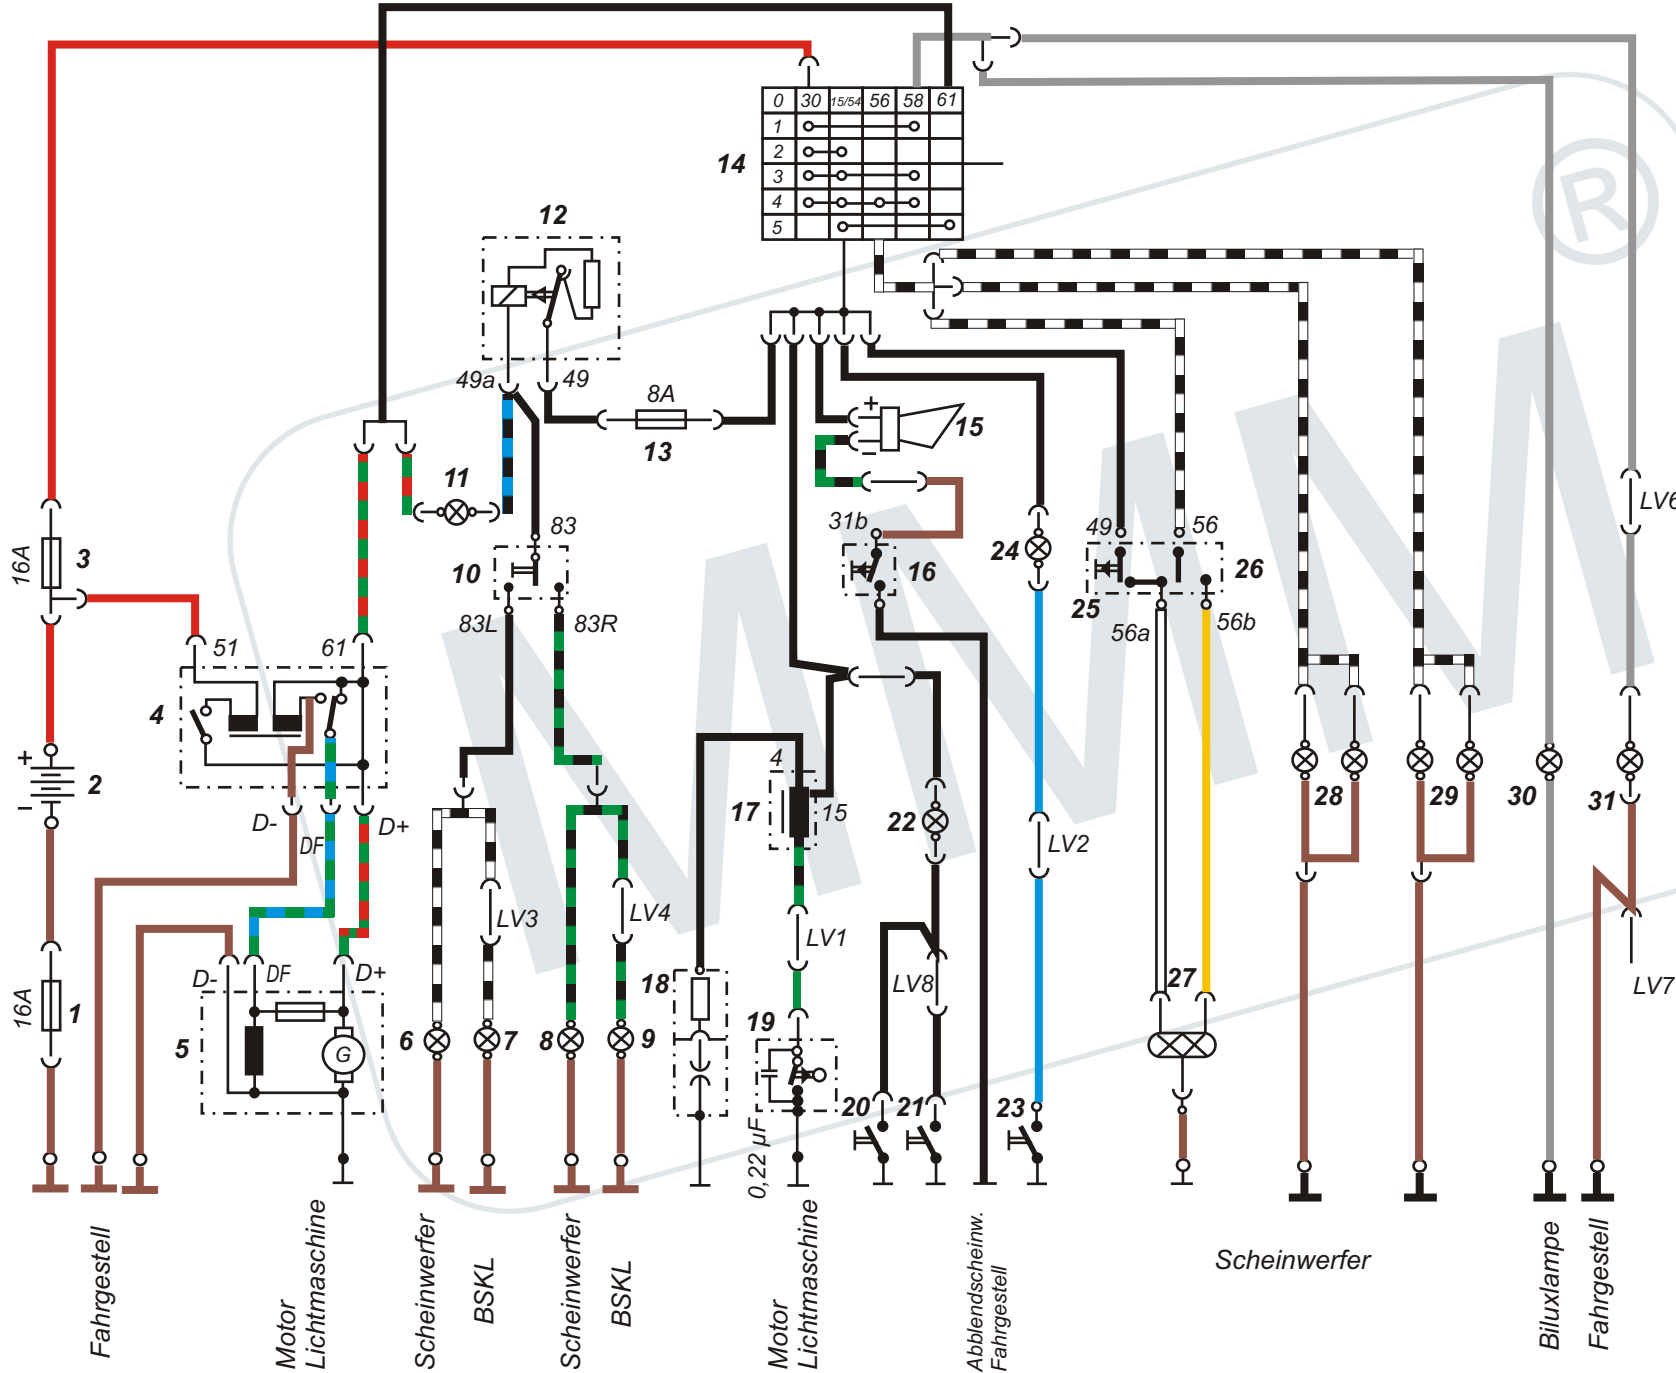 0 30 15/54 56 58 61
1
2
3
4
5
14
12
49a 49
8A
13
+
−
15
11
83
31b
16
24
49 56
26
25
56a 56b
LV6
16A 3
10
83L 83R
51 61
4
+
−
2
D- DF D+
4
17 15
22
LV2
28 29 30 31
LV3 LV4 LV1 LV8
27
LV7
D- DF D+
16A 1
5
G
18
19
6 7 8 9
0,22 µF
20 21 23
Fahrgestell
Motor
Lichtmaschine
Scheinwerfer
BSKL
Scheinwerfer
BSKL
Motor
Lichtmaschine
Abblendscheinw.
Fahrgestell
Scheinwerfer
Biluxlampe
Fahrgestell
MMM
®